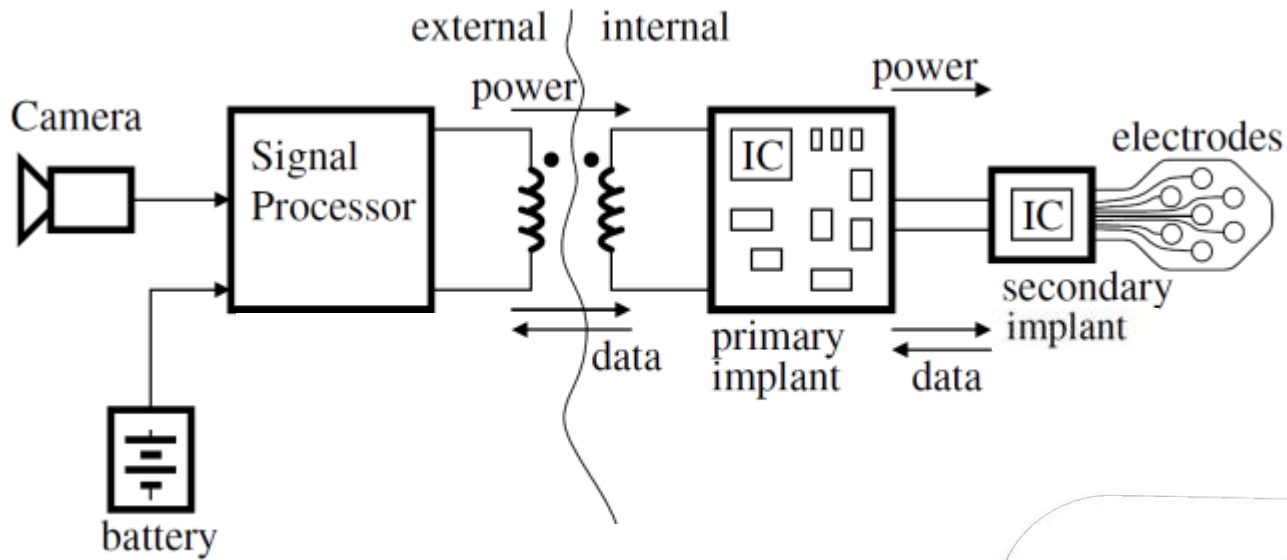 external
internal
power
power
Camera
Signal
Processor
IC
IC
electrodes
secondary
implant
primary
implant
data
data
battery